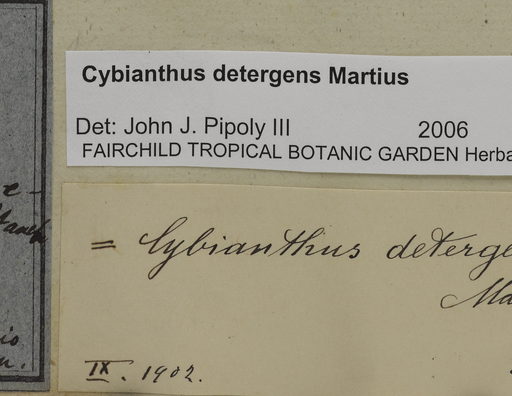 Cybianthus detergens Martius
Det: John J. Pipoly III 2006
FAIRCHILD TROPICAL BOTANIC GARDEN Herba
= Cybianthus deterge
Ma
IX. 1902.